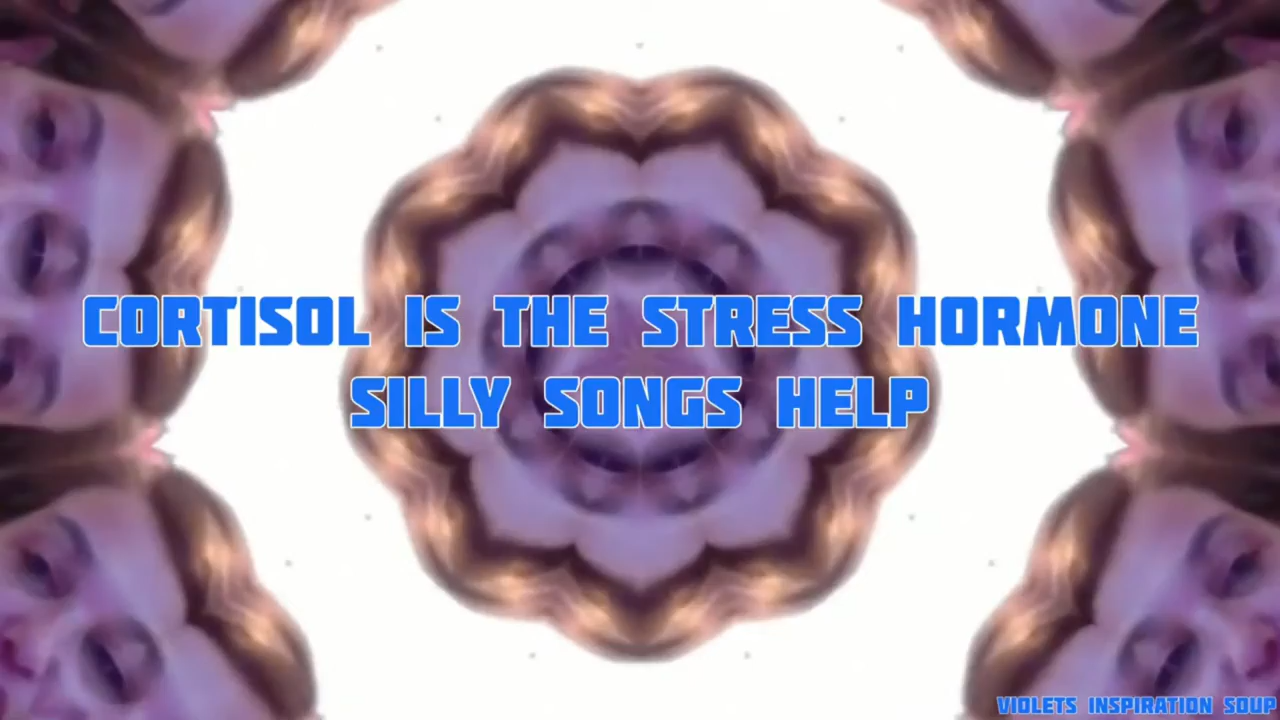 CORTISOL IS THE STRESS HORMONE
SILLY SONGS HELP
VIOLETS INSPIRATION SOUP